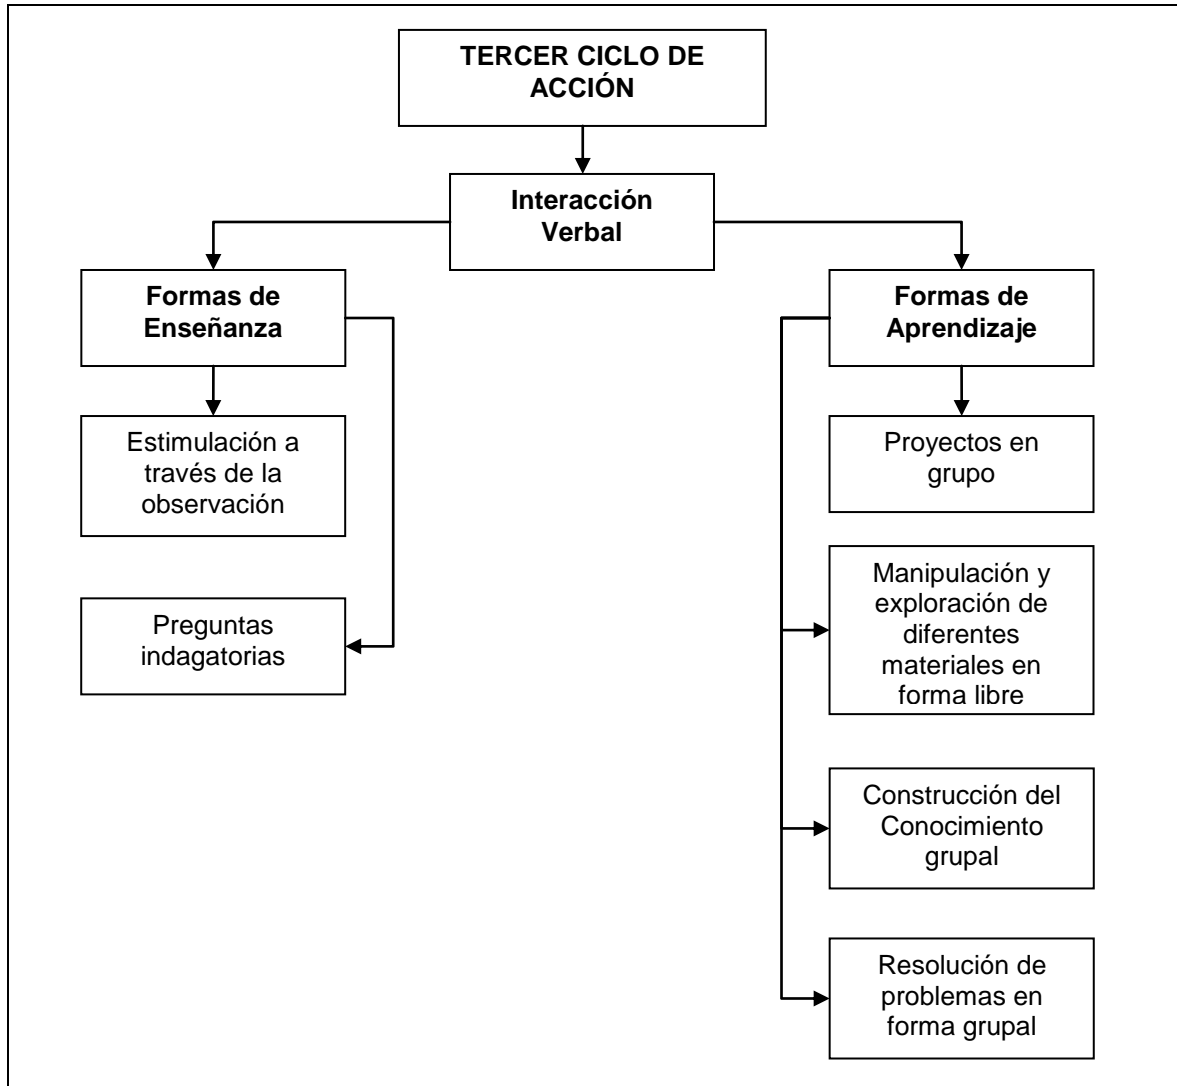 TERCER CICLO DE
ACCIÓN
Interacción
Verbal
Formas de
Enseñanza
Estimulación a
través de la
observación
Preguntas
indagatorias
Formas de
Aprendizaje
Proyectos en
grupo
Manipulación y
exploración de
diferentes
materiales en
forma libre
Construcción del
Conocimiento
grupal
Resolución de
problemas en
forma grupal